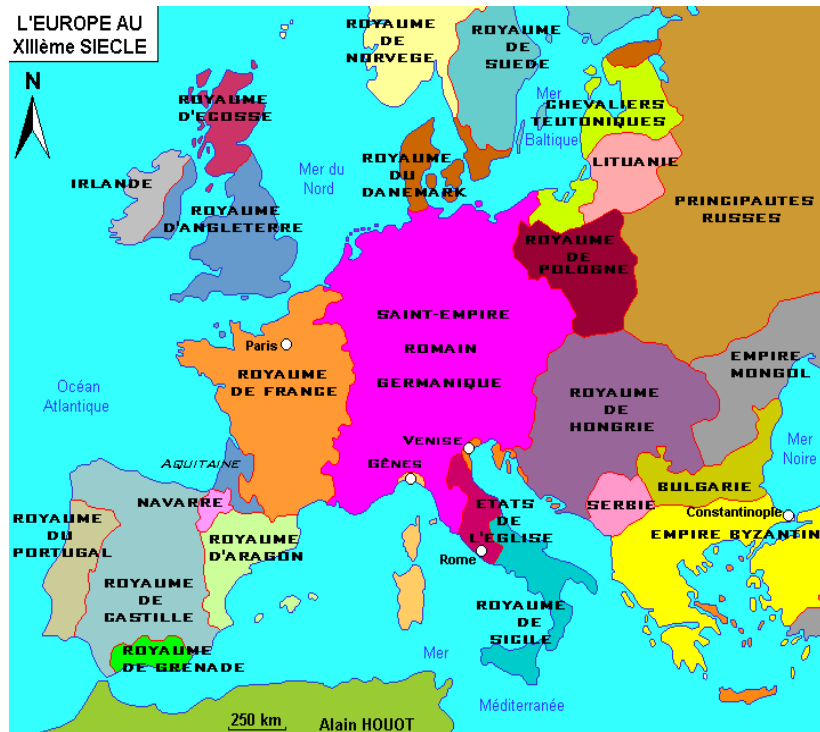 L'EUROPE AU
XIIIème SIECLE
N
ROYAUME
DE
NORVEGE
ROYAUME
DE
SUEDE
Mer
Baltique
CHEVALIERS
TEUTONIQUES
ROYAUME
D'ECOSSE
Mer du
Nord
ROYAUME
DU
DANEMARK
LITUANIE
IRLANDE
ROYAUME
D'ANGLETERRE
PRINCIPAUTES
RUSSES
ROYAUME
DE
POLOGNE
SAINT-EMPIRE
ROMAIN
GERMANIQUE
Paris
ROYAUME
DE FRANCE
EMPIRE
MONGOL
Océan
Atlantique
ROYAUME
DE
HONGRIE
Mer
Noire
VENISE
AQUITAINE
GÊNES
BULGARIE
NAVARRE
SERBIE
Constantinople
ETATS
DE
L'ÉGLISE
EMPIRE BYZANTIN
ROYAUME
DU
PORTUGAL
ROYAUME
D'ARAGON
Rome
ROYAUME
DE
CASTILLE
ROYAUME
DE
SICILE
ROYAUME
DE GRENADE
Mer
Méditerranée
250 km
Alain HOUOT